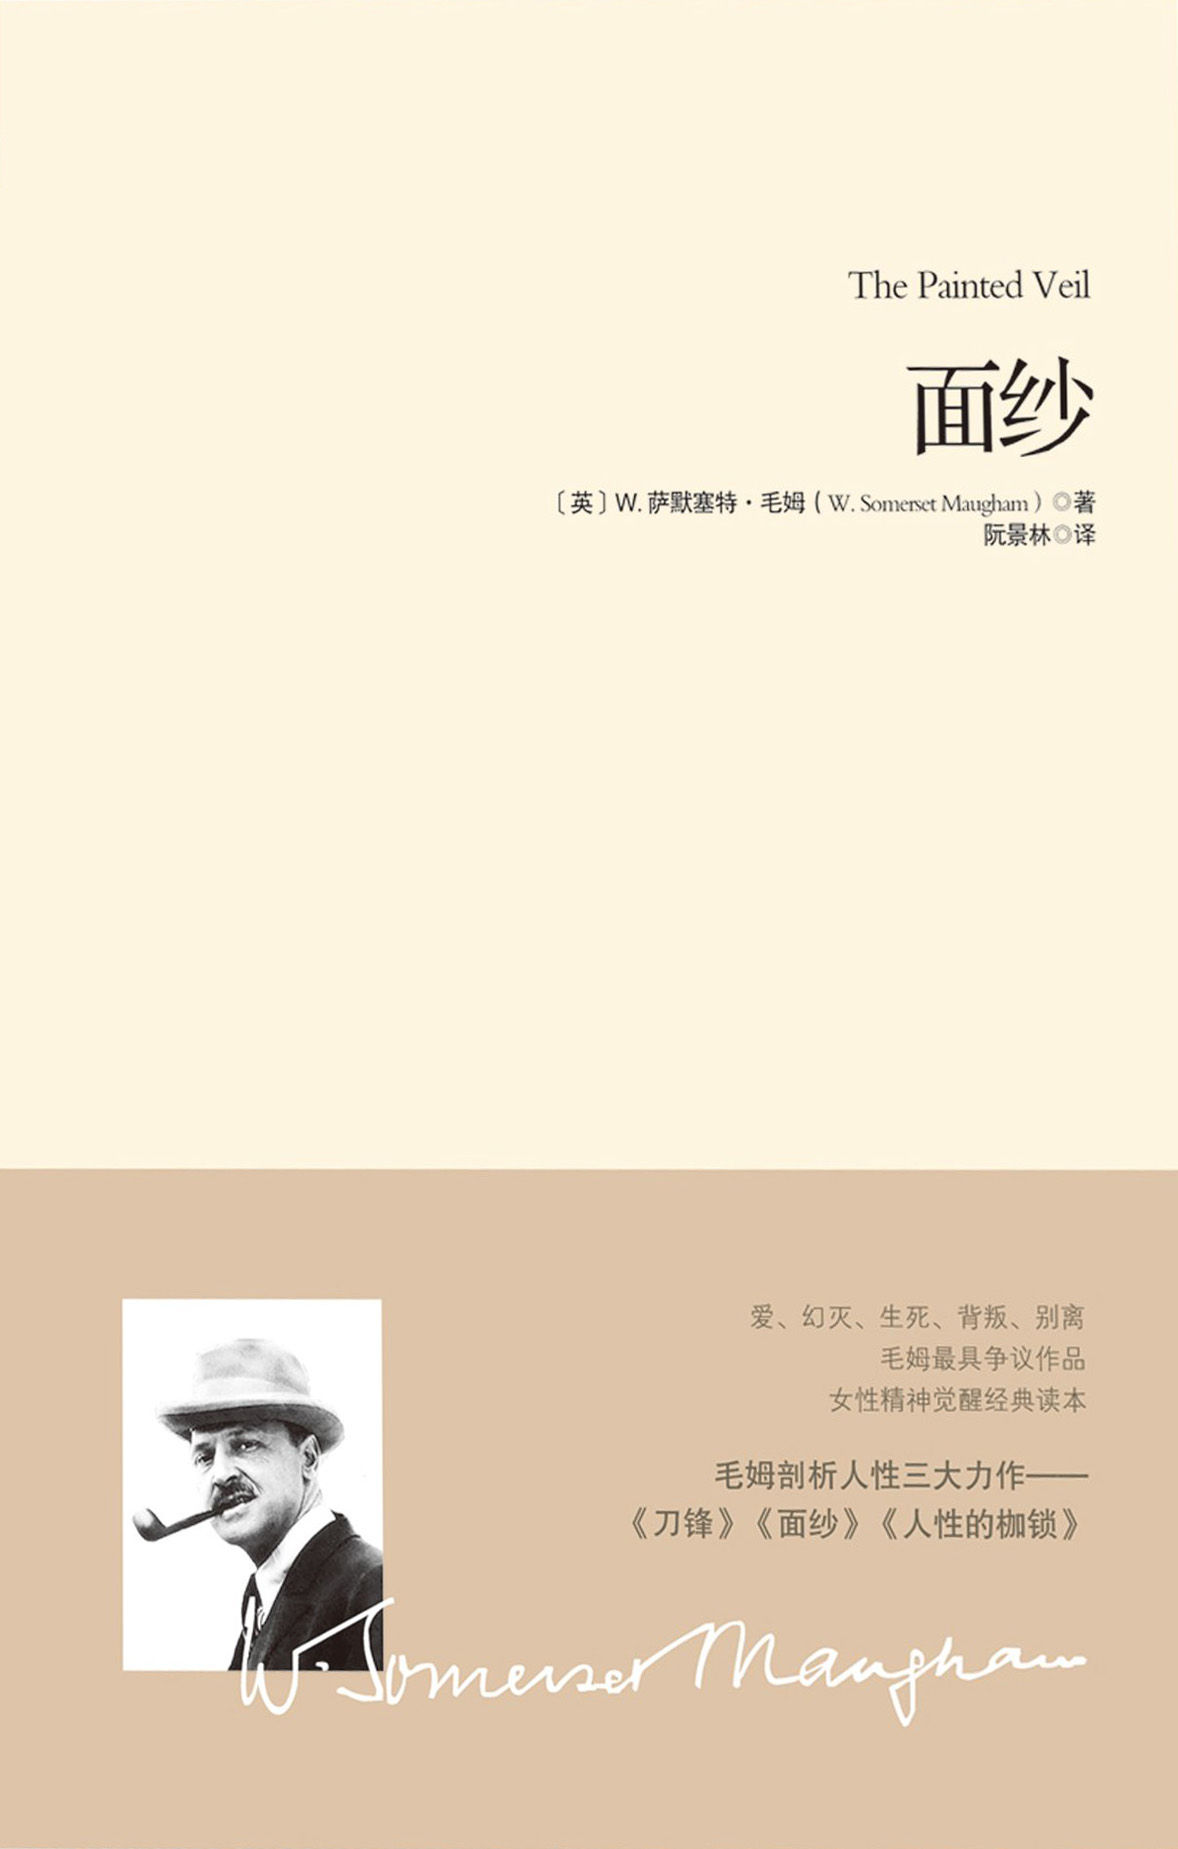 The Painted Veil
面纱
〔英〕W. 萨默塞特·毛姆（W. Somerset Maugham）◎著
阮景林◎译
爱、幻灭、生死、背叛、别离
毛姆最具争议作品
女性精神觉醒经典读本
毛姆剖析人性三大力作——
《刀锋》《面纱》《人性的枷锁》
W. Somerset Maugham